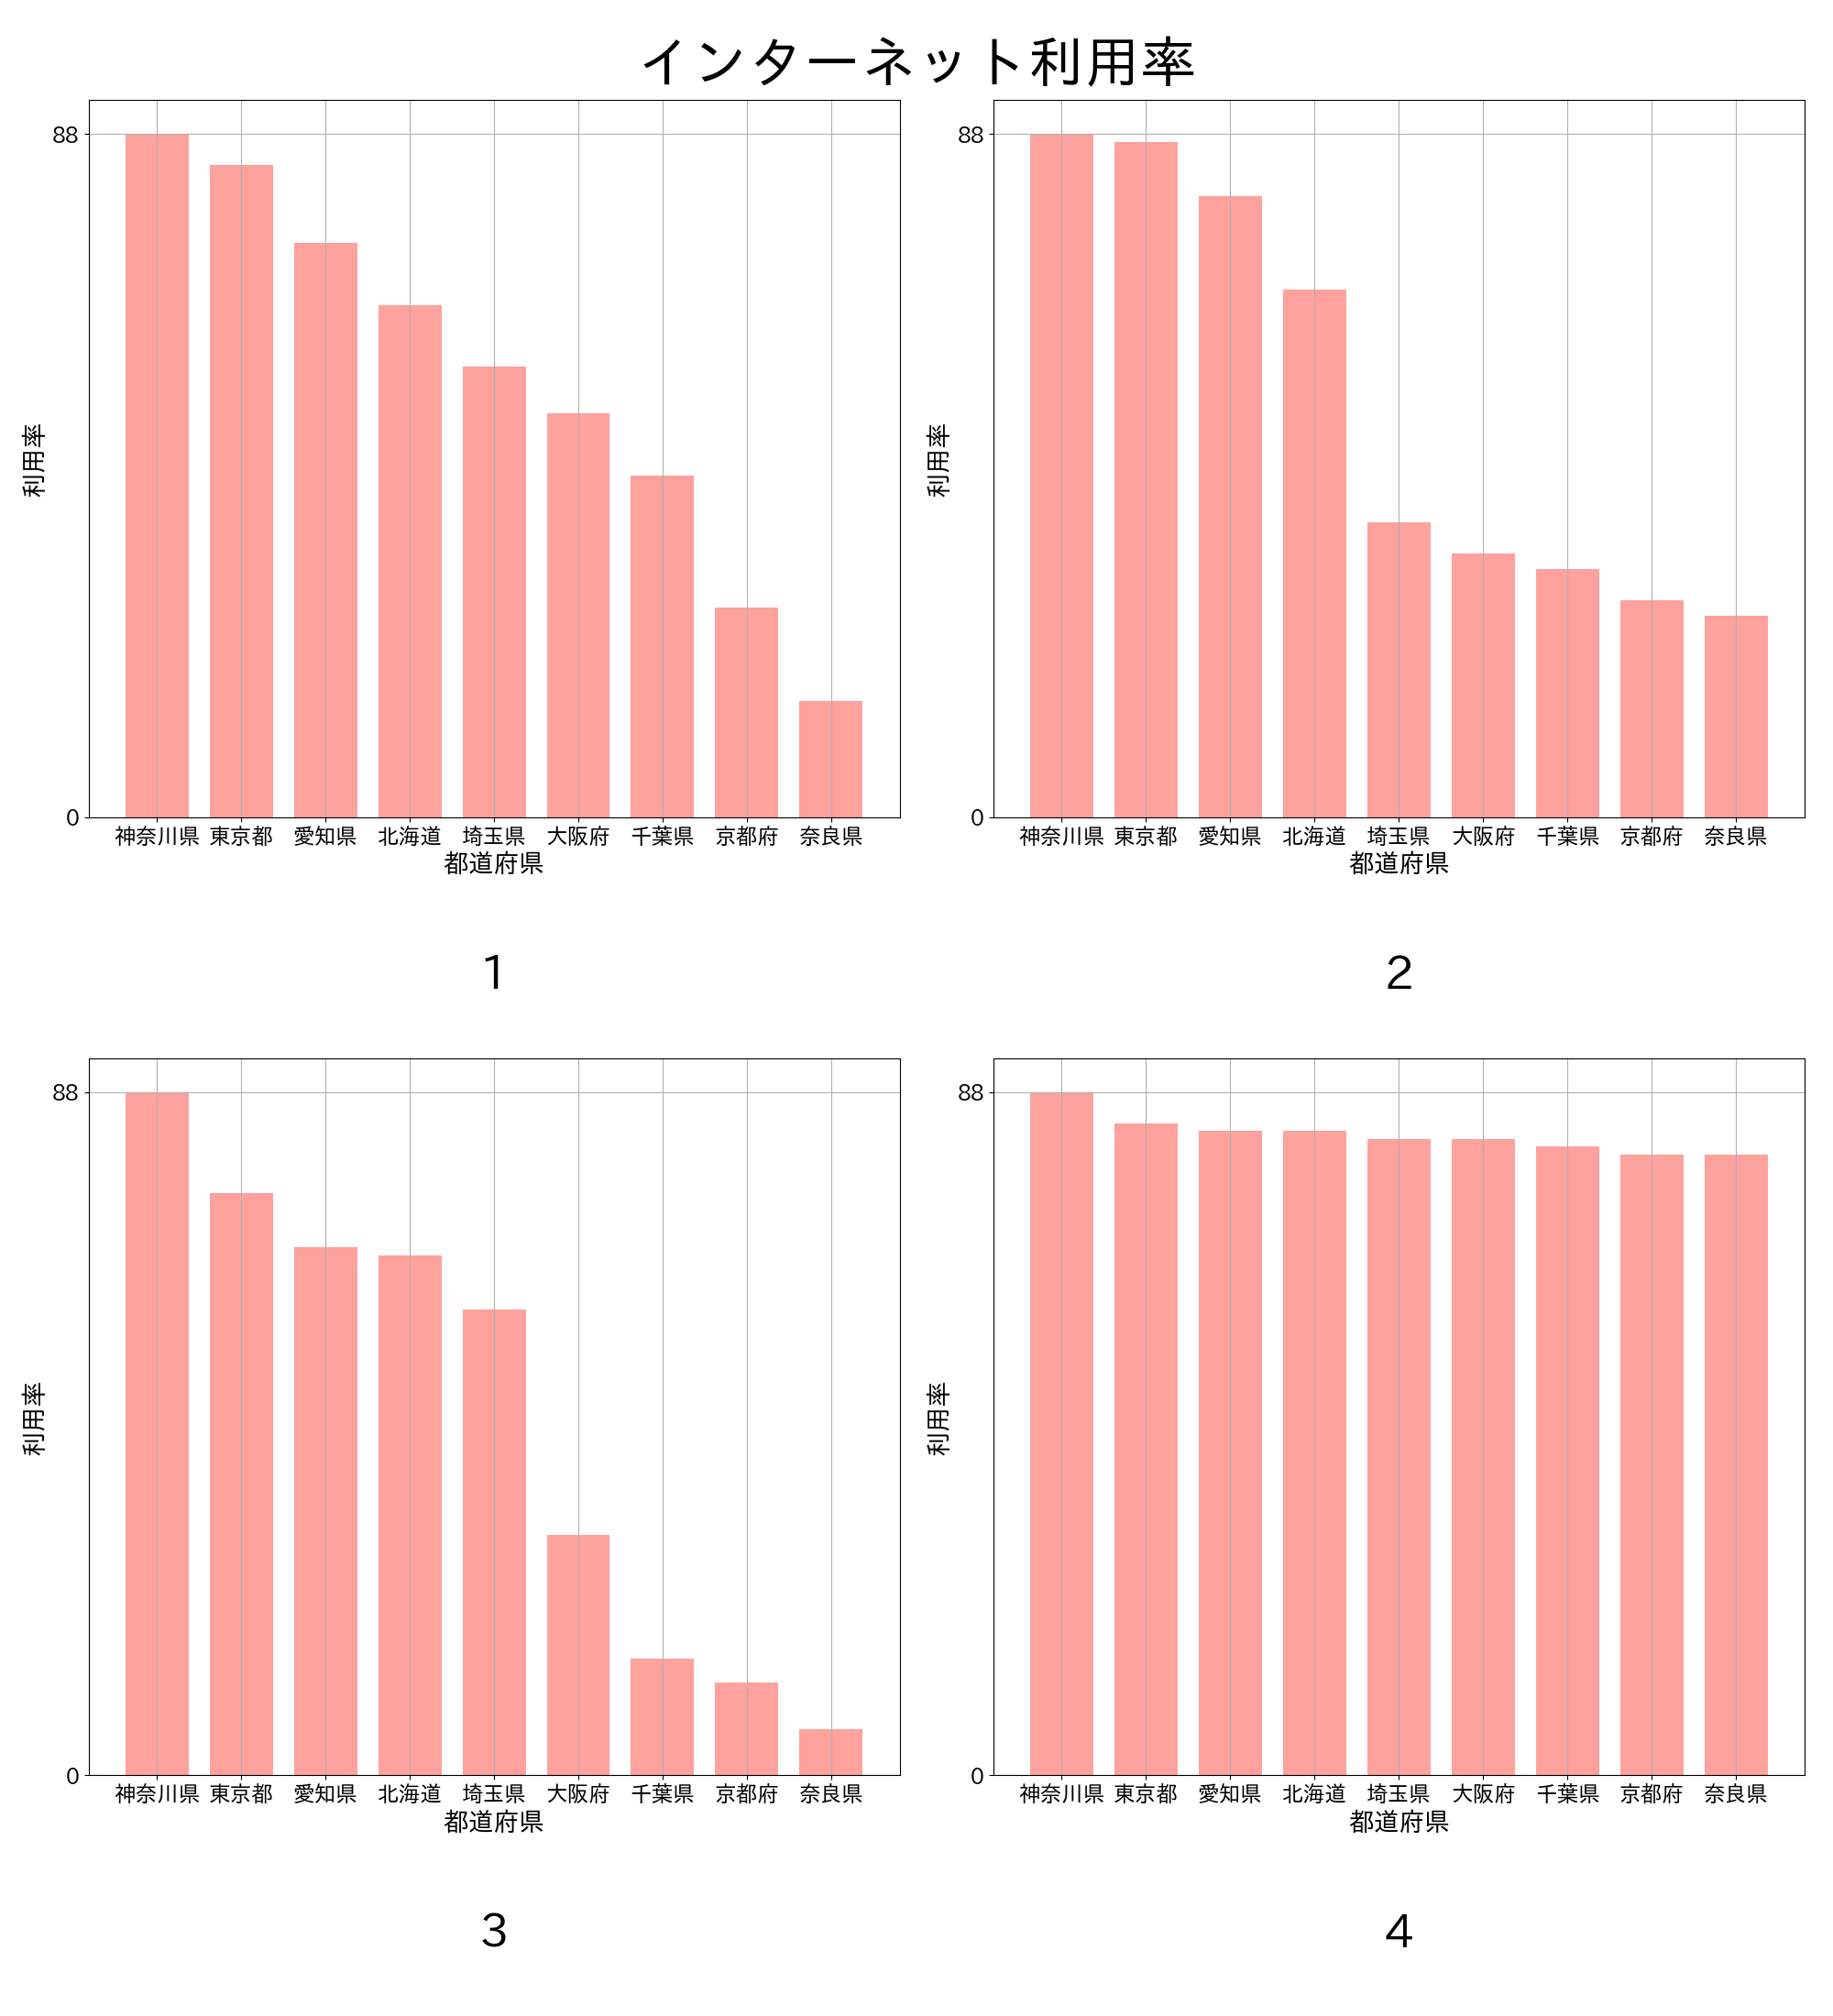 インターネット利用率
88
0
利用率
神奈川県 東京都 愛知県 北海道 埼玉県 大阪府 千葉県 京都府 奈良県
都道府県
1
88
0
利用率
神奈川県 東京都 愛知県 北海道 埼玉県 大阪府 千葉県 京都府 奈良県
都道府県
2
88
0
利用率
神奈川県 東京都 愛知県 北海道 埼玉県 大阪府 千葉県 京都府 奈良県
都道府県
3
88
0
利用率
神奈川県 東京都 愛知県 北海道 埼玉県 大阪府 千葉県 京都府 奈良県
都道府県
4